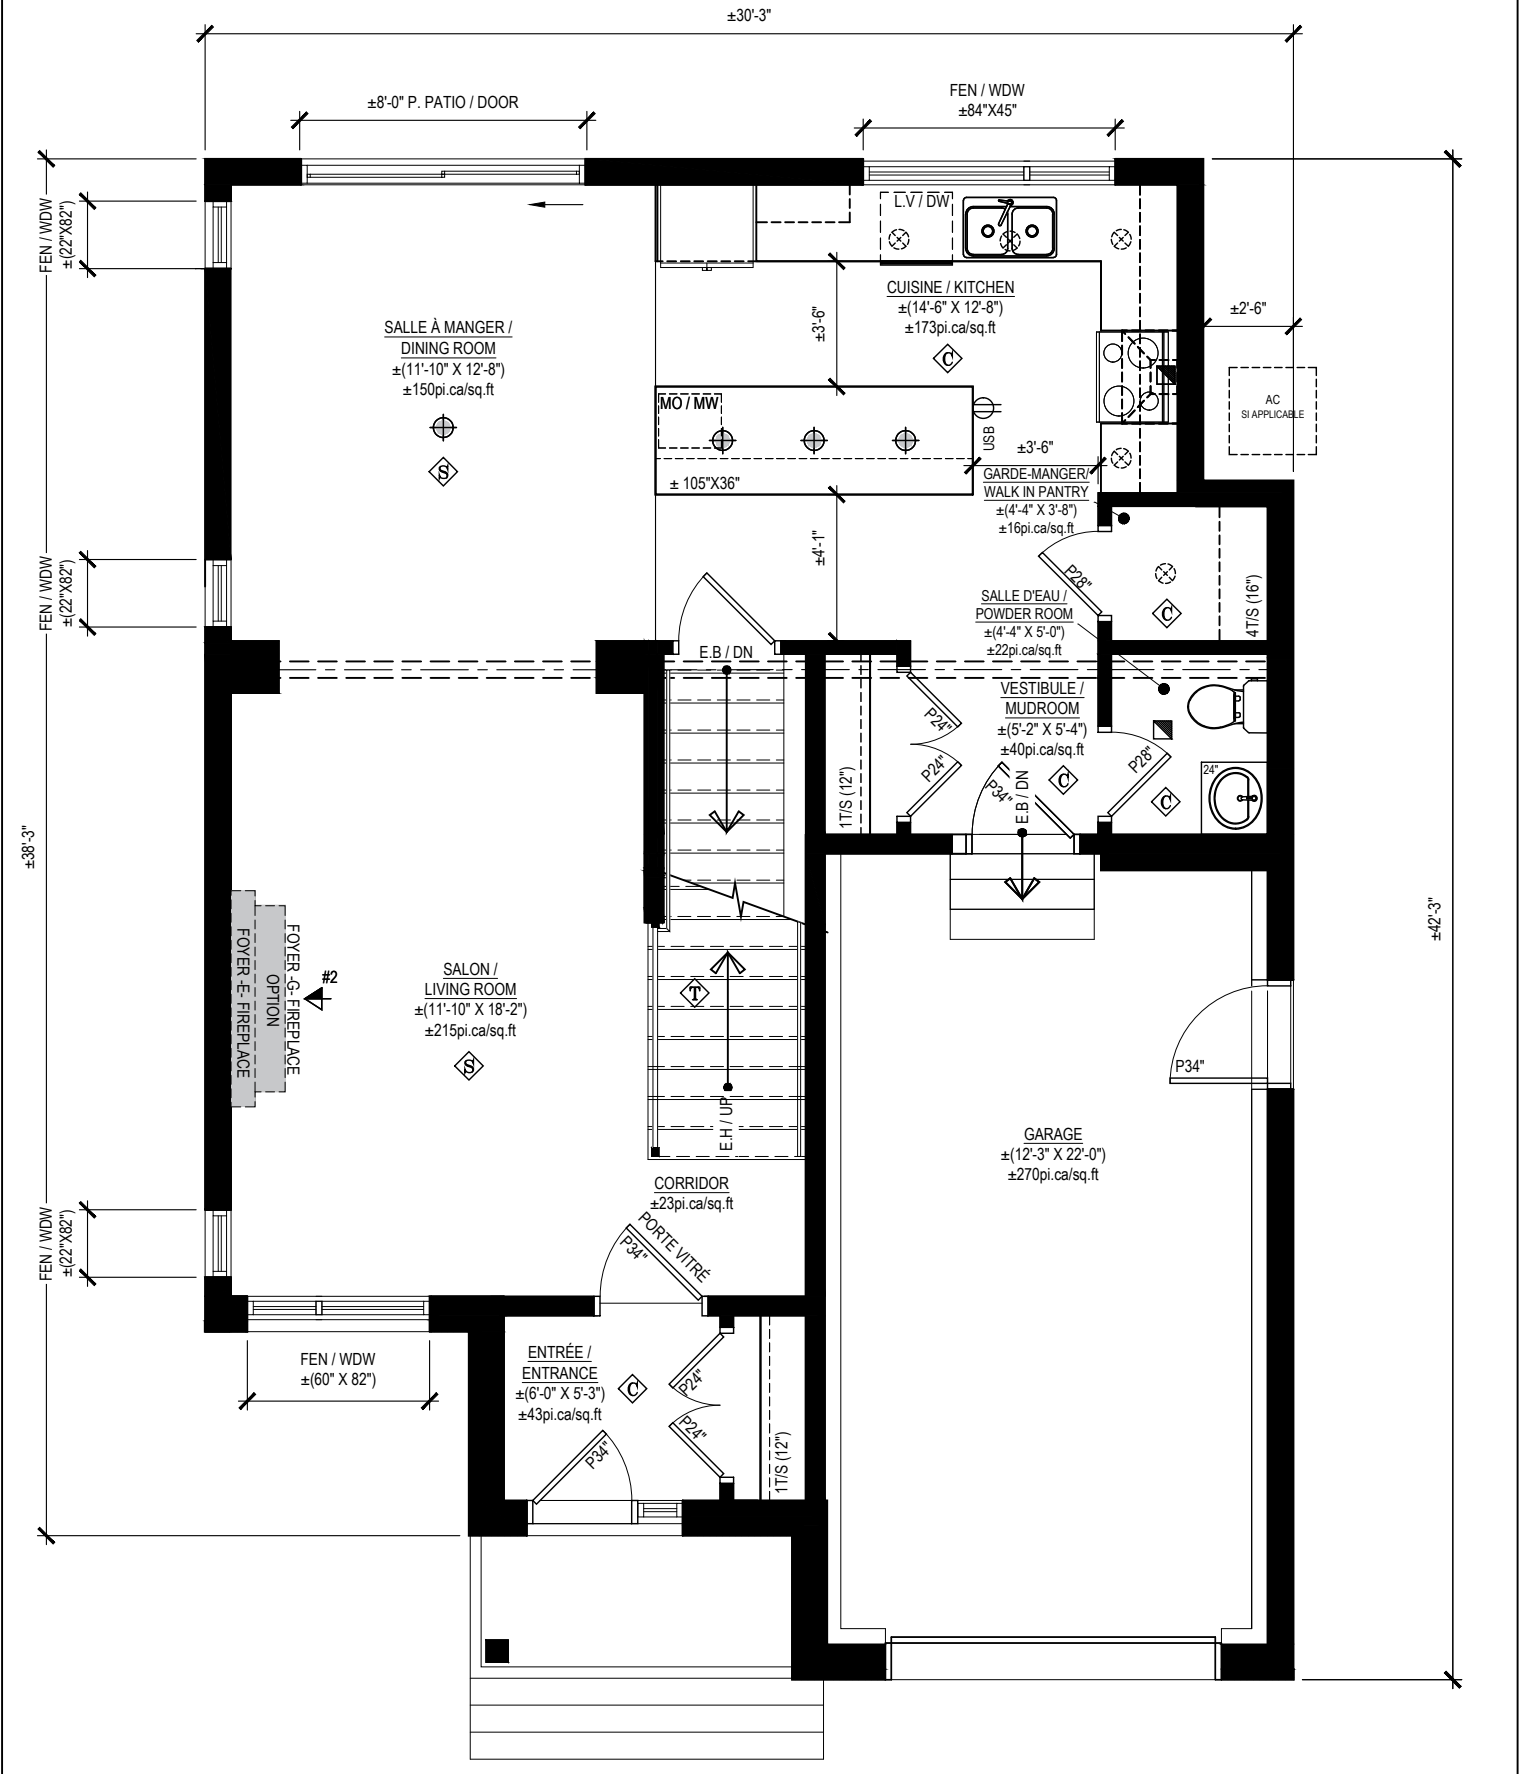 ±30'-3"
±8'-0" P. PATIO / DOOR
FEN / WDW
±84"X45"
FEN / WDW
±(22"X82")
L.V / DW
CUISINE / KITCHEN
±(14'-6" X 12'-8")
±173pi.ca/sq.ft
C
±3'-6"
±2'-6"
SALLE À MANGER /
DINING ROOM
±(11'-10" X 12'-8")
±150pi.ca/sq.ft
S
AC
SI APPLICABLE
MO / MW
USB
±3'-6"
± 105"X36"
GARDE-MANGER/
WALK IN PANTRY
±(4'-4" X 3'-8")
±16pi.ca/sq.ft
±4'-1"
FEN / WDW
±(22"X82")
P28"
C
4T/S (16")
SALLE D'EAU /
POWDER ROOM
±(4'-4" X 5'-0")
±22pi.ca/sq.ft
E.B / DN
VESTIBULE /
MUDROOM
±(5'-2" X 5'-4")
±40pi.ca/sq.ft
P24"
P24"
1T/S (12")
P34"
E.B / DN
C
P28"
C
24"
±38'-3"
±42'-3"
FOYER -E- FIREPLACE
OPTION
FOYER -G- FIREPLACE
#2
SALON /
LIVING ROOM
±(11'-10" X 18'-2")
±215pi.ca/sq.ft
S
T
E.H / UP
P34"
GARAGE
±(12'-3" X 22'-0")
±270pi.ca/sq.ft
CORRIDOR
±23pi.ca/sq.ft
PORTE VITRÉ
P34"
FEN / WDW
±(22"X82")
FEN / WDW
±(60" X 82")
ENTRÉE /
ENTRANCE
±(6'-0" X 5'-3")
±43pi.ca/sq.ft
C
P24"
P24"
P34"
1T/S (12")